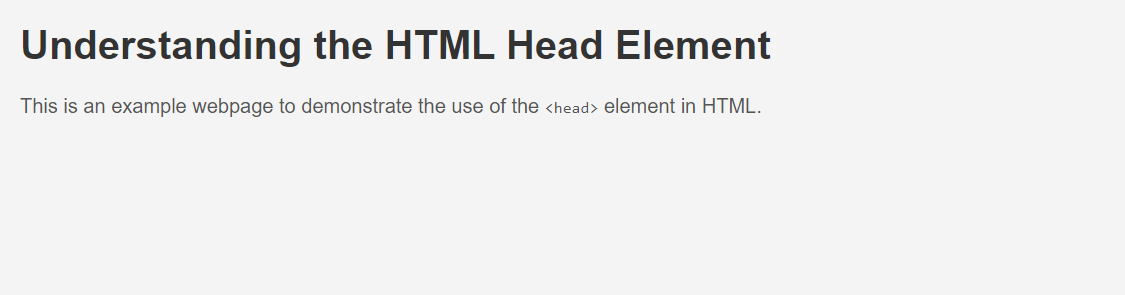 Understanding the HTML Head Element
This is an example webpage to demonstrate the use of the <head> element in HTML.